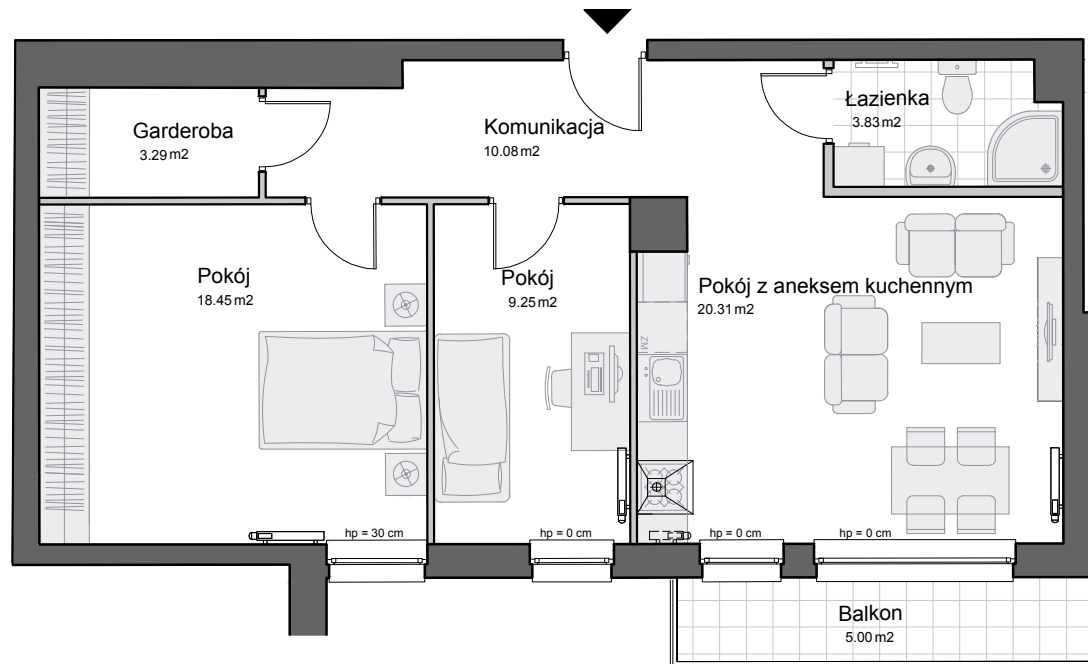 Garderoba
3.29 m2
Komunikacja
10.08 m2
Łazienka
3.83 m2
Pokój
18.45 m2
Pokój
9.25 m2
Pokój z aneksem kuchennym
20.31 m2
ZM
hp = 30 cm
hp = 0 cm
hp = 0 cm
hp = 0 cm
Balkon
5.00 m2